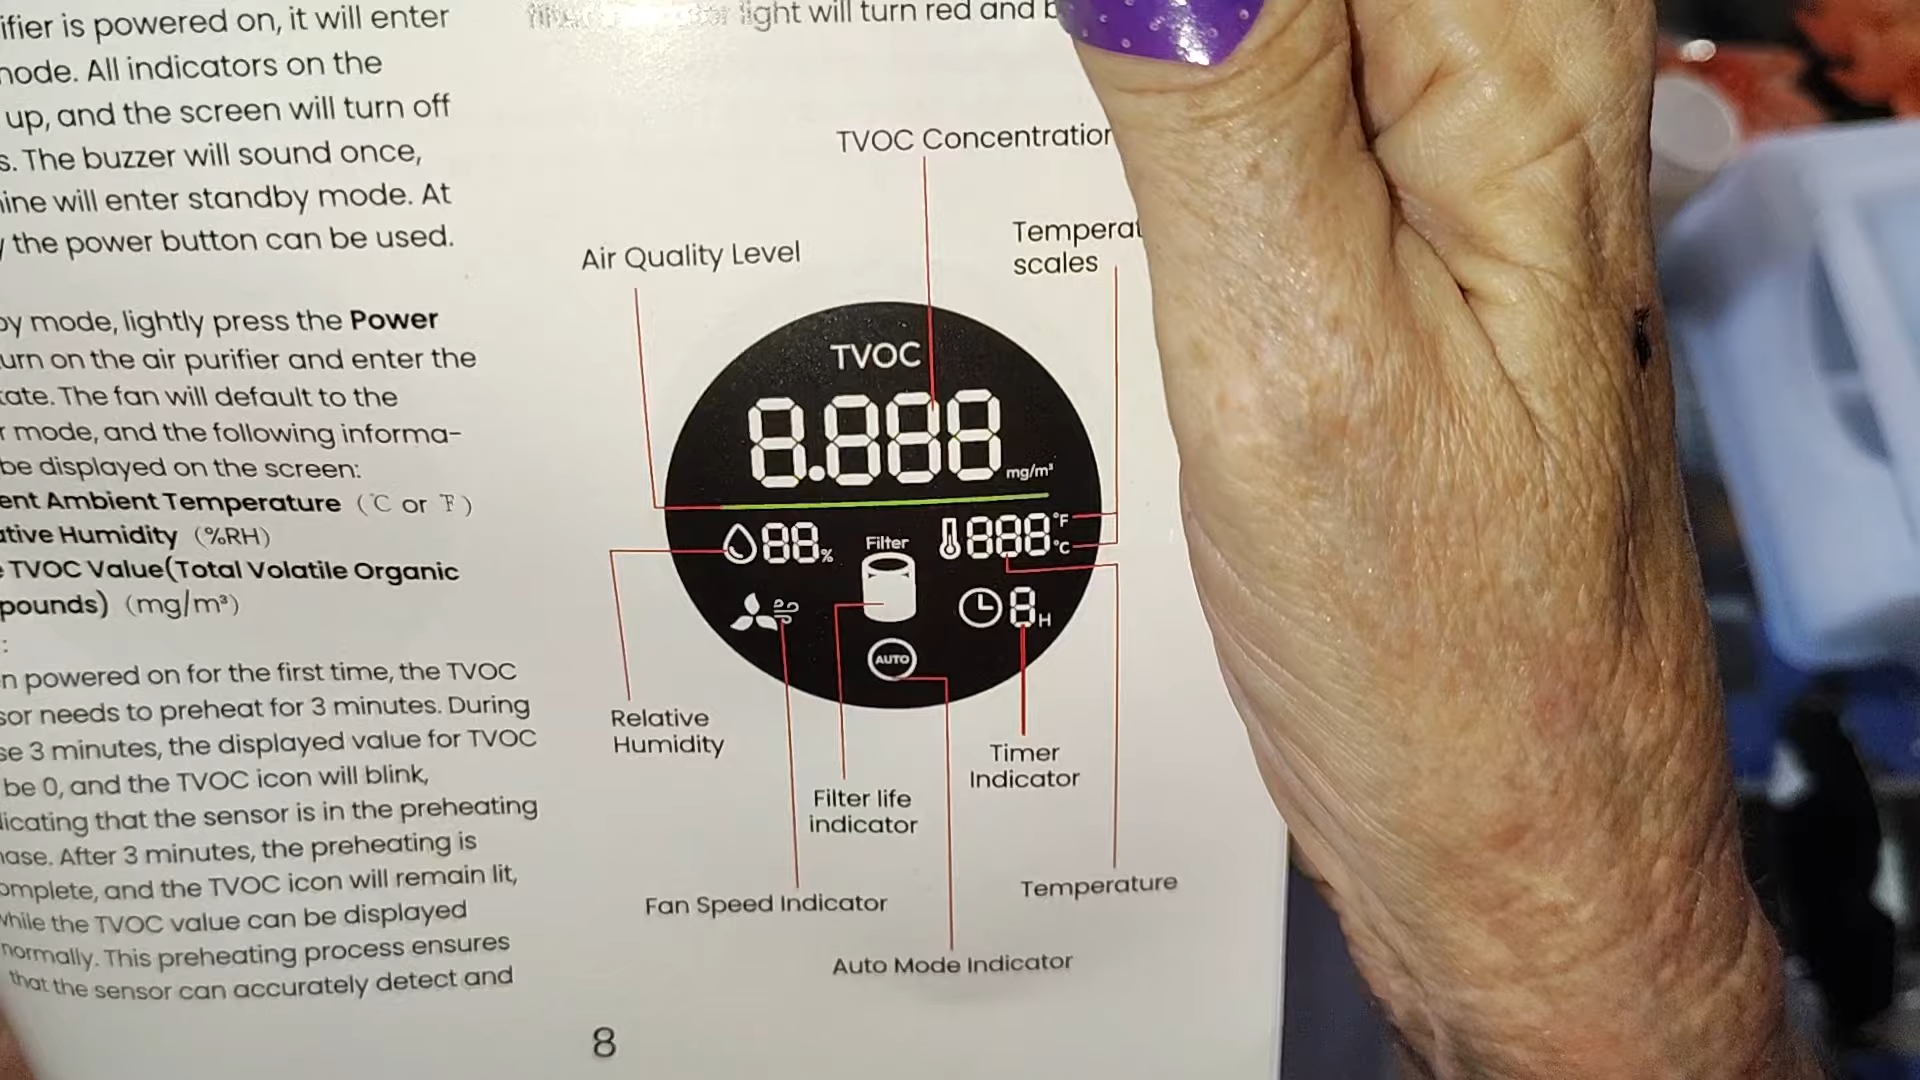 ifier is powered on, it will enter
node. All indicators on the
up, and the screen will turn off
s. The buzzer will sound once,
ine will enter standby mode. At
the power button can be used.
by mode, lightly press the Power
urn on the air purifier and enter the
tate. The fan will default to the
r mode, and the following informa-
be displayed on the screen:
ent Ambient Temperature (℃ or ℉)
ative Humidity (%RH)
e TVOC Value(Total Volatile Organic
pounds) (mg/m³)
:
n powered on for the first time, the TVOC
sor needs to preheat for 3 minutes. During
se 3 minutes, the displayed value for TVOC
be 0, and the TVOC icon will blink,
dicating that the sensor is in the preheating
hase. After 3 minutes, the preheating is
omplete, and the TVOC icon will remain lit,
while the TVOC value can be displayed
normally. This preheating process ensures
that the sensor can accurately detect and
light will turn red and b
TVOC Concentration
Temperat
scales
Air Quality Level
TVOC
8.888 mg/m³
88%
Filter
888 °F °C
8H
AUTO
Relative
Humidity
Timer
Indicator
Filter life
indicator
Temperature
Fan Speed Indicator
Auto Mode Indicator
8